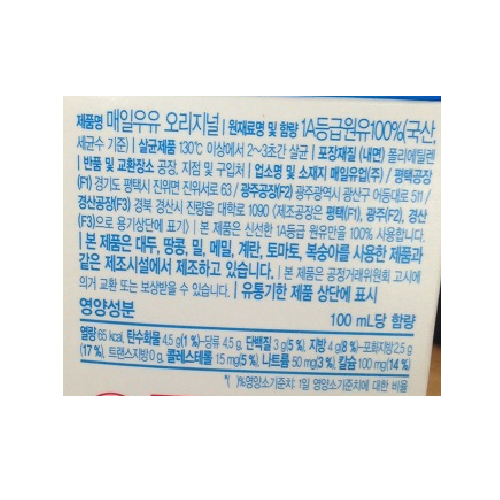 제품명 매일우유 오리지널 | 원재료명 및 함량 1A등급원유100%(국산,
세균수 기준) | 살균제품 130℃ 이상에서 2~3초간 살균 | 포장재질 (내면) 폴리에틸렌
| 반품 및 교환장소 공장, 지점 및 구입처 | 업소명 및 소재지 매일유업(주) / 평택공장
(F1) 경기도 평택시 진위면 진위서로 63 / 광주공장(F2) 광주광역시 광산구 어등대로 511 /
경산공장(F3) 경북 경산시 진량읍 대학로 1090 〈제조공장은 평택(F1), 광주(F2), 경산
(F3)으로 용기상단에 표기〉 | 본 제품은 신선한 1A등급 원유만을 100% 사용합니다.
| 본 제품은 대두, 땅콩, 밀, 메밀, 계란, 토마토, 복숭아를 사용한 제품과
같은 제조시설에서 제조하고 있습니다. | 본 제품은 공정거래위원회 고시에
의거 교환 또는 보상받을 수 있습니다. | 유통기한 제품 상단에 표시
영양성분 100 mL당 함량
열량 65 kcal, 탄수화물 4.5 g(1 %)-당류 4.5 g, 단백질 3 g(5 %), 지방 4 g(8 %)-포화지방 2.5 g
(17 %), 트랜스지방 0 g, 콜레스테롤 15 mg(5 %), 나트륨 50 mg(3 %), 칼슘 100 mg(14 %)
*( )%영양소기준치: 1일 영양소기준치에 대한 비율